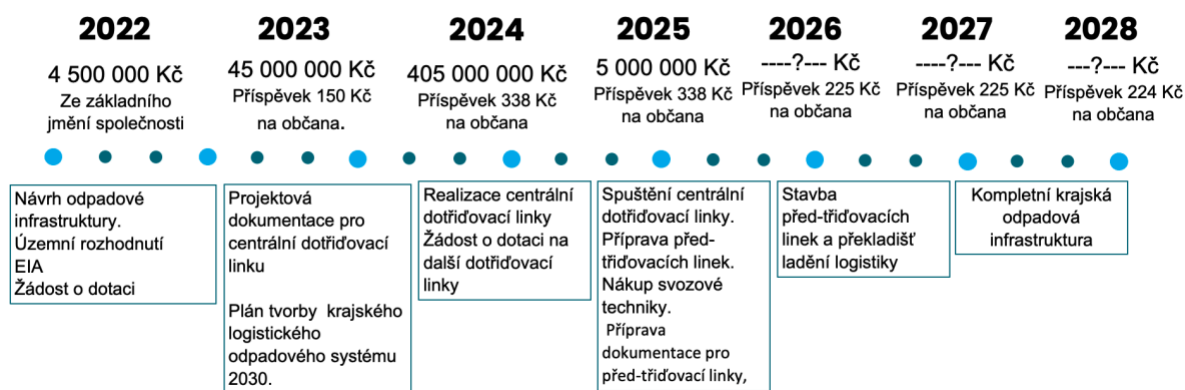 2022
4 500 000 Kč
Ze základního
jmění společnosti
2023
45 000 000 Kč
Příspěvek 150 Kč
na občana.
2024
405 000 000 Kč
Příspěvek 338 Kč
na občana
2025
5 000 000 Kč
Příspěvek 338 Kč
na občana
2026
----?--- Kč
Příspěvek 225 Kč
na občana
2027
----?--- Kč
Příspěvek 225 Kč
na občana
2028
---?--- Kč
Příspěvek 224 Kč
na občana
Návrh odpadové
infrastruktury.
Územní rozhodnutí
EIA
Žádost o dotaci
Projektová
dokumentace pro
centrální dotřiďovací
linku
Plán tvorby krajského
logistického
odpadového systému
2030.
Realizace centrální
dotřiďovací linky
Žádost o dotaci na
další dotřiďovací
linky
Spuštění centrální
dotřiďovací linky.
Příprava před-
třiďovacích linek.
Nákup svozové
techniky.
Příprava
dokumentace pro
před-třiďovací linky,
Stavba
před-třiďovacích
linek a překladišť
ladění logistiky
Kompletní krajská
odpadová
infrastruktura